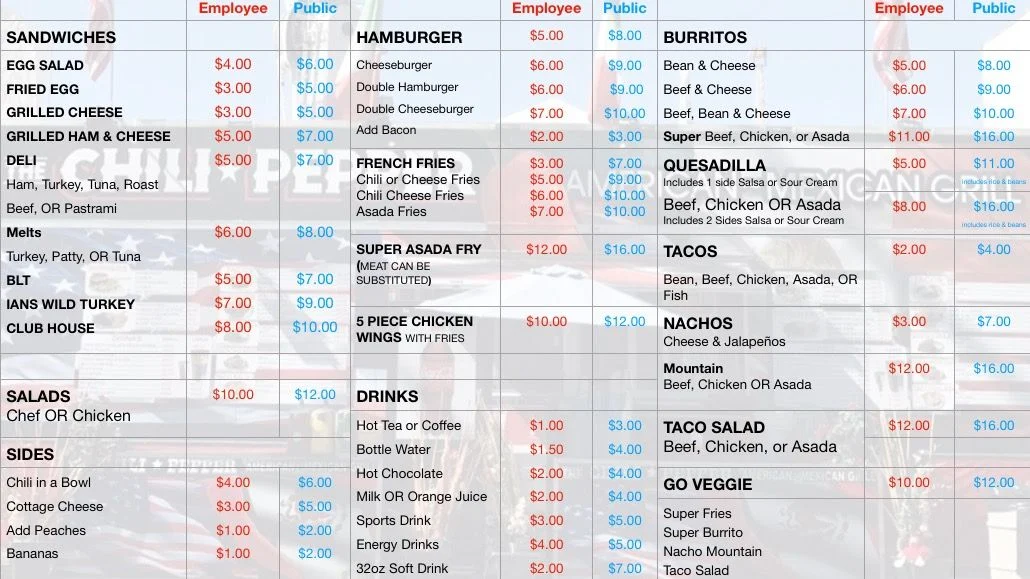 Employee Public
SANDWICHES
EGG SALAD $4.00 $6.00
FRIED EGG $3.00 $5.00
GRILLED CHEESE $3.00 $5.00
GRILLED HAM & CHEESE $5.00 $7.00
DELI $5.00 $7.00
Ham, Turkey, Tuna, Roast
Beef, OR Pastrami
Melts $6.00 $8.00
Turkey, Patty, OR Tuna
BLT $5.00 $7.00
IANS WILD TURKEY $7.00 $9.00
CLUB HOUSE $8.00 $10.00
SALADS $10.00 $12.00
Chef OR Chicken
SIDES
Chili in a Bowl $4.00 $6.00
Cottage Cheese $3.00 $5.00
Add Peaches $1.00 $2.00
Bananas $1.00 $2.00
Employee Public
HAMBURGER $5.00 $8.00
Cheeseburger $6.00 $9.00
Double Hamburger $6.00 $9.00
Double Cheeseburger $7.00 $10.00
Add Bacon $2.00 $3.00
FRENCH FRIES $3.00 $7.00
Chili or Cheese Fries $5.00 $9.00
Chili Cheese Fries $6.00 $10.00
Asada Fries $7.00 $10.00
SUPER ASADA FRY $12.00 $16.00
(MEAT CAN BE
SUBSTITUTED)
5 PIECE CHICKEN $10.00 $12.00
WINGS WITH FRIES
DRINKS
Hot Tea or Coffee $1.00 $3.00
Bottle Water $1.50 $4.00
Hot Chocolate $2.00 $4.00
Milk OR Orange Juice $2.00 $4.00
Sports Drink $3.00 $5.00
Energy Drinks $4.00 $5.00
32oz Soft Drink $2.00 $7.00
Employee Public
BURRITOS
Bean & Cheese $5.00 $8.00
Beef & Cheese $6.00 $9.00
Beef, Bean & Cheese $7.00 $10.00
Super Beef, Chicken, or Asada $11.00 $16.00
QUESADILLA $5.00 $11.00
Includes 1 side Salsa or Sour Cream includes rice & beans
Beef, Chicken OR Asada $8.00 $16.00
Includes 2 Sides Salsa or Sour Cream includes rice & beans
TACOS $2.00 $4.00
Bean, Beef, Chicken, Asada, OR
Fish
NACHOS $3.00 $7.00
Cheese & Jalapeños
Mountain $12.00 $16.00
Beef, Chicken OR Asada
TACO SALAD $12.00 $16.00
Beef, Chicken, or Asada
GO VEGGIE $10.00 $12.00
Super Fries
Super Burrito
Nacho Mountain
Taco Salad
THE CHILI ★ PEPPER AMERICAN ★ MEXICAN GRILL